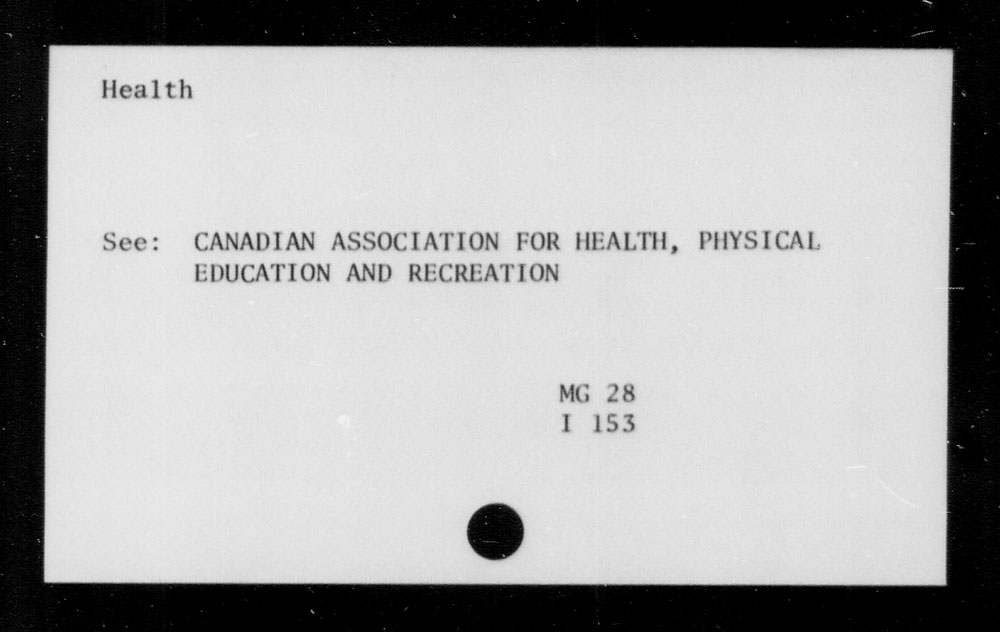 Health
See: CANADIAN ASSOCIATION FOR HEALTH, PHYSICAL
EDUCATION AND RECREATION
MG 28
I 153